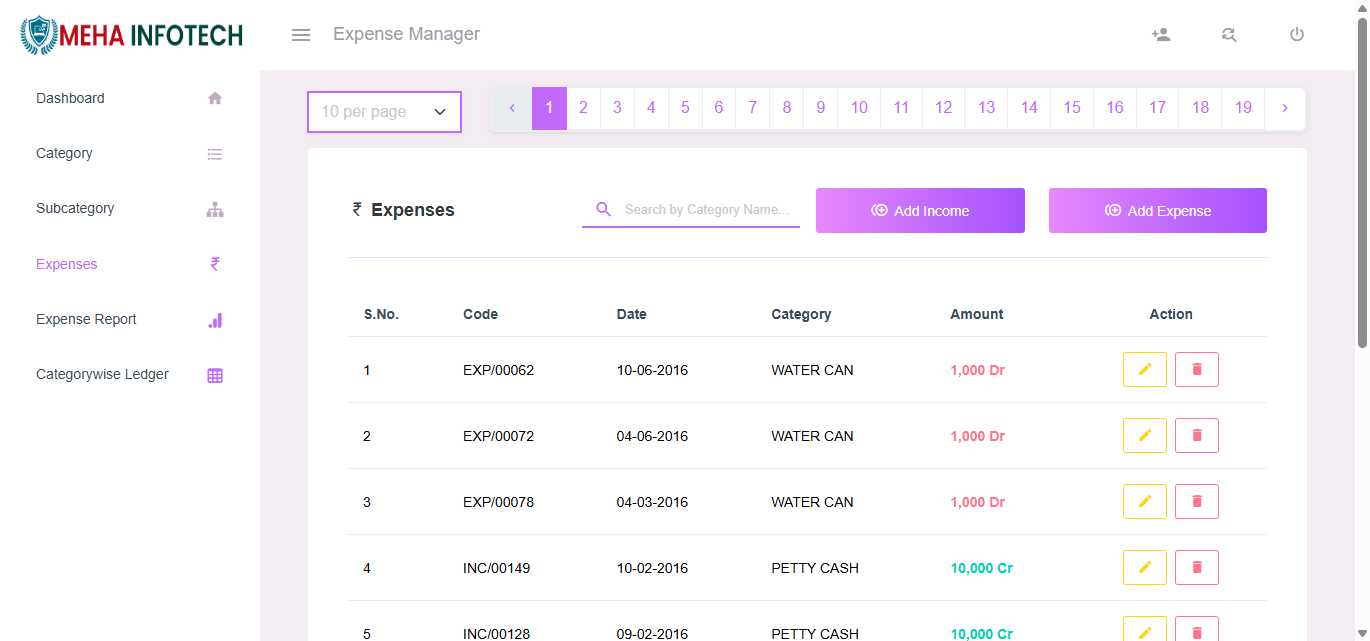 MEHA INFOTECH
Expense Manager
Dashboard
Category
Subcategory
Expenses
Expense Report
Categorywise Ledger
10 per page
‹ 1 2 3 4 5 6 7 8 9 10 11 12 13 14 15 16 17 18 19 ›
₹ Expenses
Search by Category Name...
Add Income
Add Expense
S.No. Code Date Category Amount Action
1 EXP/00062 10-06-2016 WATER CAN 1,000 Dr
2 EXP/00072 04-06-2016 WATER CAN 1,000 Dr
3 EXP/00078 04-03-2016 WATER CAN 1,000 Dr
4 INC/00149 10-02-2016 PETTY CASH 10,000 Cr
5 INC/00128 09-02-2016 PETTY CASH 10,000 Cr